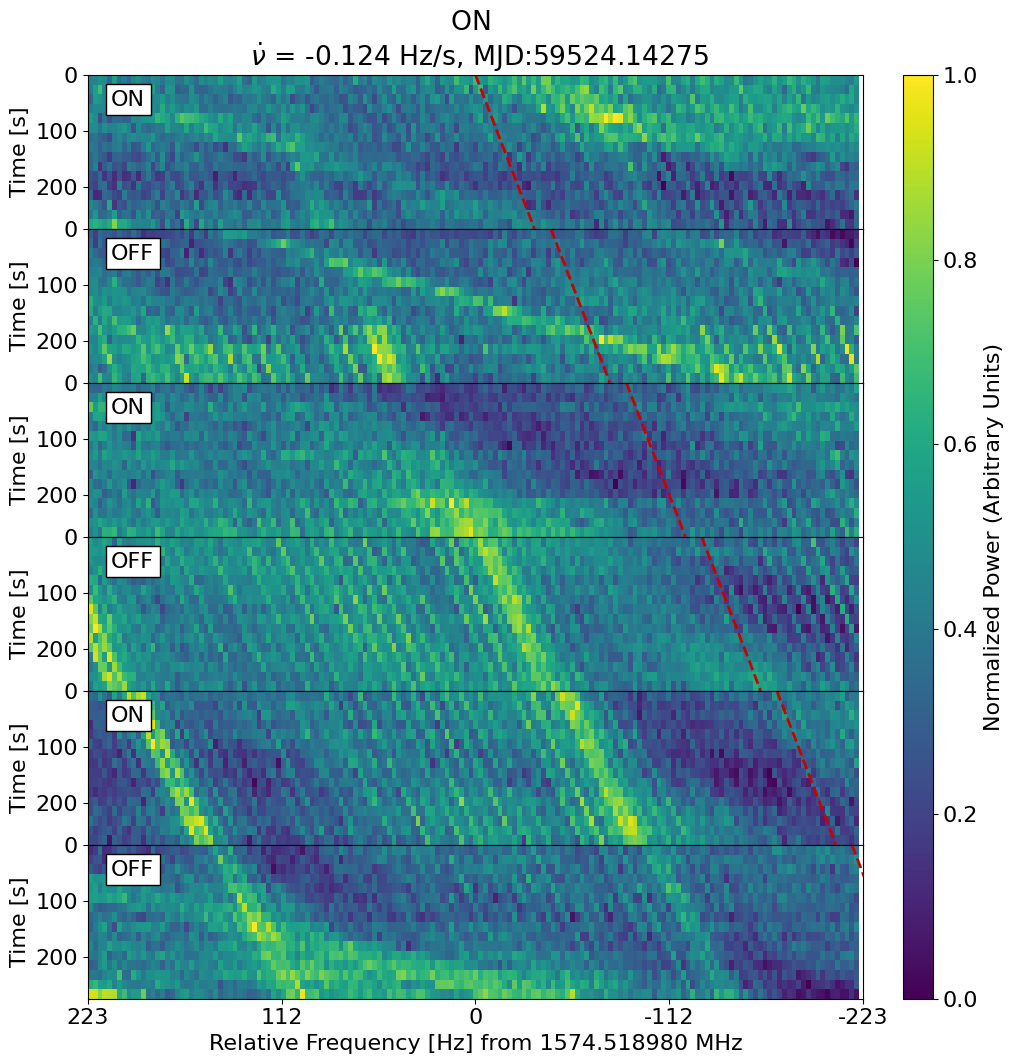 ON
ν̇ = -0.124 Hz/s, MJD:59524.14275
0
ON
100
Time [s]
200
0
OFF
100
Time [s]
200
0
ON
100
Time [s]
200
0
OFF
100
Time [s]
200
0
ON
100
Time [s]
200
0
OFF
100
Time [s]
200
223 112 0 -112 -223
Relative Frequency [Hz] from 1574.518980 MHz
1.0
0.8
0.6
0.4
0.2
0.0
Normalized Power (Arbitrary Units)